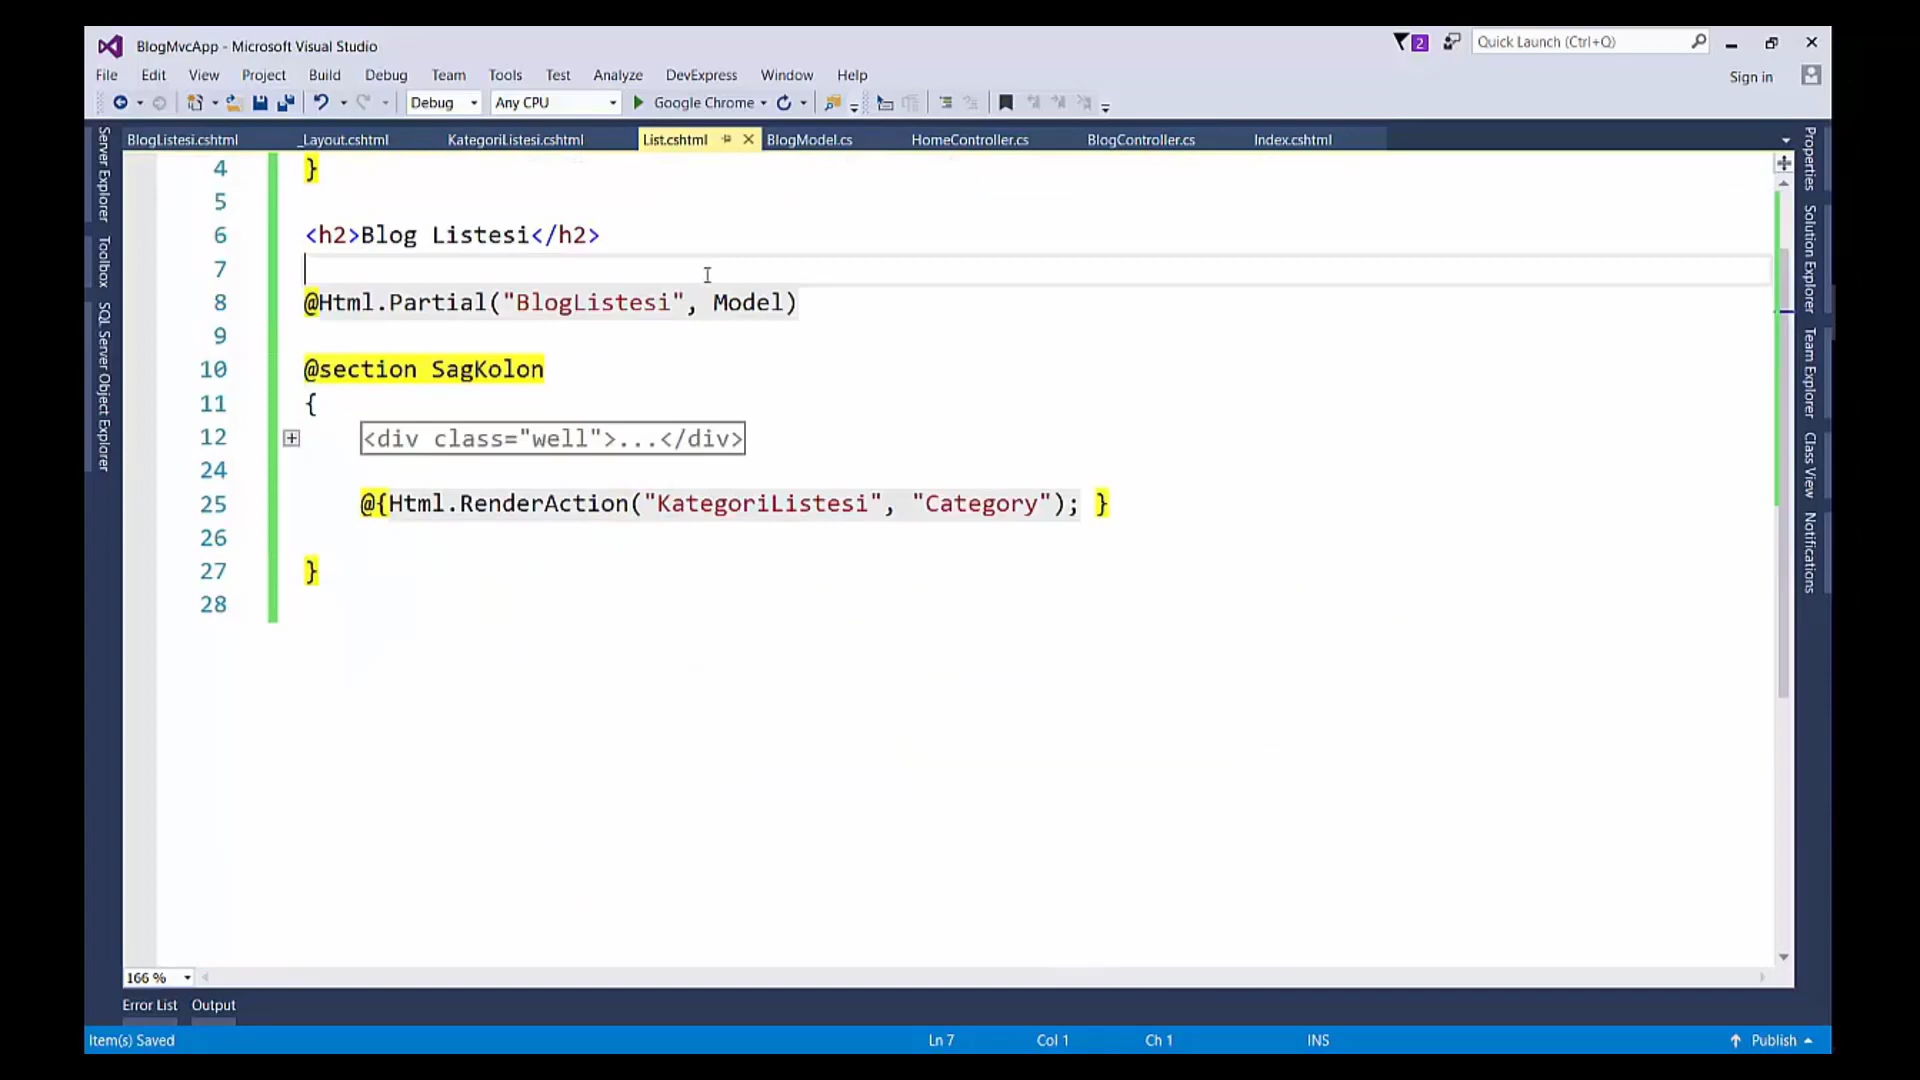 BlogMvcApp - Microsoft Visual Studio
2
Quick Launch (Ctrl+Q)
File Edit View Project Build Debug Team Tools Test Analyze DevExpress Window Help
Sign in
Debug Any CPU Google Chrome
BlogListesi.cshtml _Layout.cshtml KategoriListesi.cshtml List.cshtml BlogModel.cs HomeController.cs BlogController.cs Index.cshtml
Server Explorer
Toolbox
SQL Server Object Explorer
4 }
5
6 <h2>Blog Listesi</h2>
7
8 @Html.Partial("BlogListesi", Model)
9
10 @section SagKolon
11 {
12 <div class="well">...</div>
24
25 @{Html.RenderAction("KategoriListesi", "Category"); }
26
27 }
28
Properties
Solution Explorer
Team Explorer
Class View
Notifications
166 %
Error List Output
Item(s) Saved Ln 7 Col 1 Ch 1 INS Publish